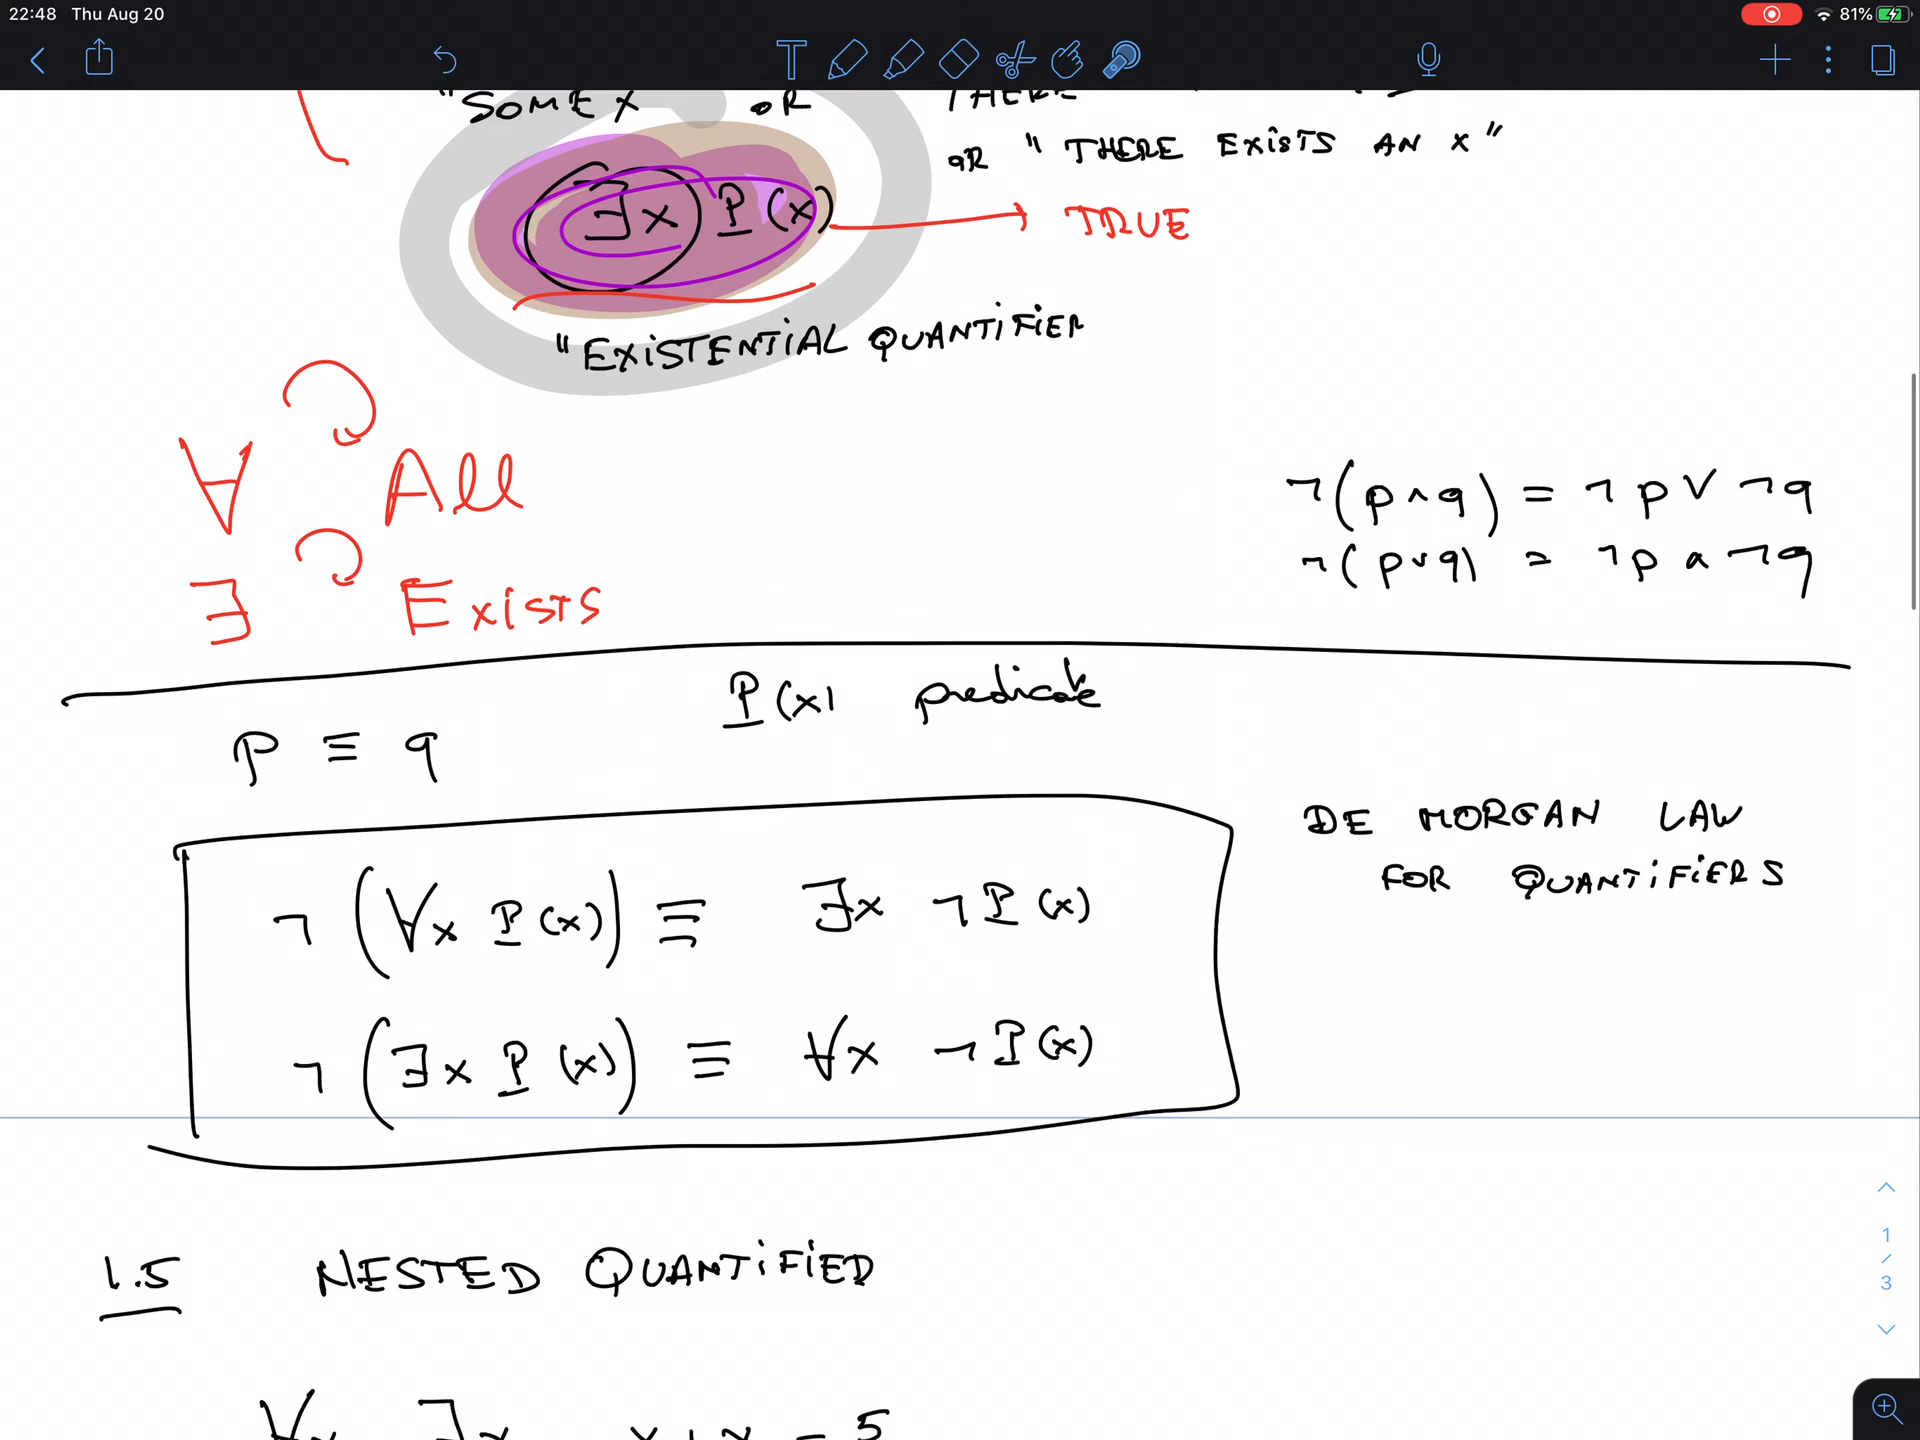 22:48 Thu Aug 20 81%
"SOME X OR THERE
OR "THERE EXISTS AN X"
∃x P(x) → TRUE
"EXISTENTIAL QUANTIFIER
∀ All
∃ Exists
¬(p∧q) = ¬p∨¬q
¬(p∨q) = ¬p∧¬q
P(x) predicate
P ≡ q
DE MORGAN LAW
FOR QUANTIFIERS
¬(∀x P(x)) ≡ ∃x ¬P(x)
¬(∃x P(x)) ≡ ∀x ¬P(x)
1.5 NESTED QUANTIFIED
1
/
3